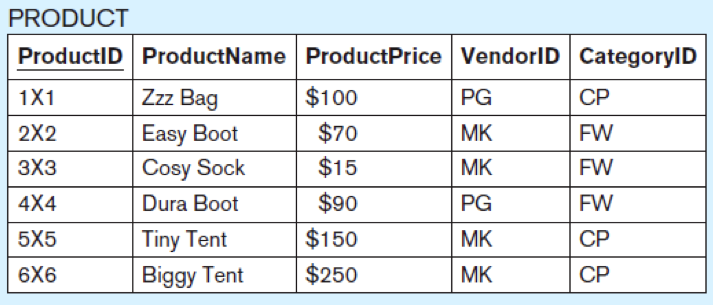 PRODUCT
ProductID ProductName ProductPrice VendorID CategoryID
1X1 Zzz Bag $100 PG CP
2X2 Easy Boot $70 MK FW
3X3 Cosy Sock $15 MK FW
4X4 Dura Boot $90 PG FW
5X5 Tiny Tent $150 MK CP
6X6 Biggy Tent $250 MK CP